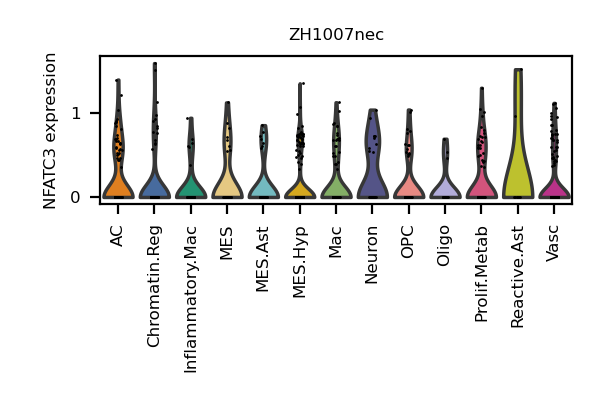 ZH1007nec
NFATC3 expression
1
0
AC
Chromatin.Reg
Inflammatory.Mac
MES
MES.Ast
MES.Hyp
Mac
Neuron
OPC
Oligo
Prolif.Metab
Reactive.Ast
Vasc